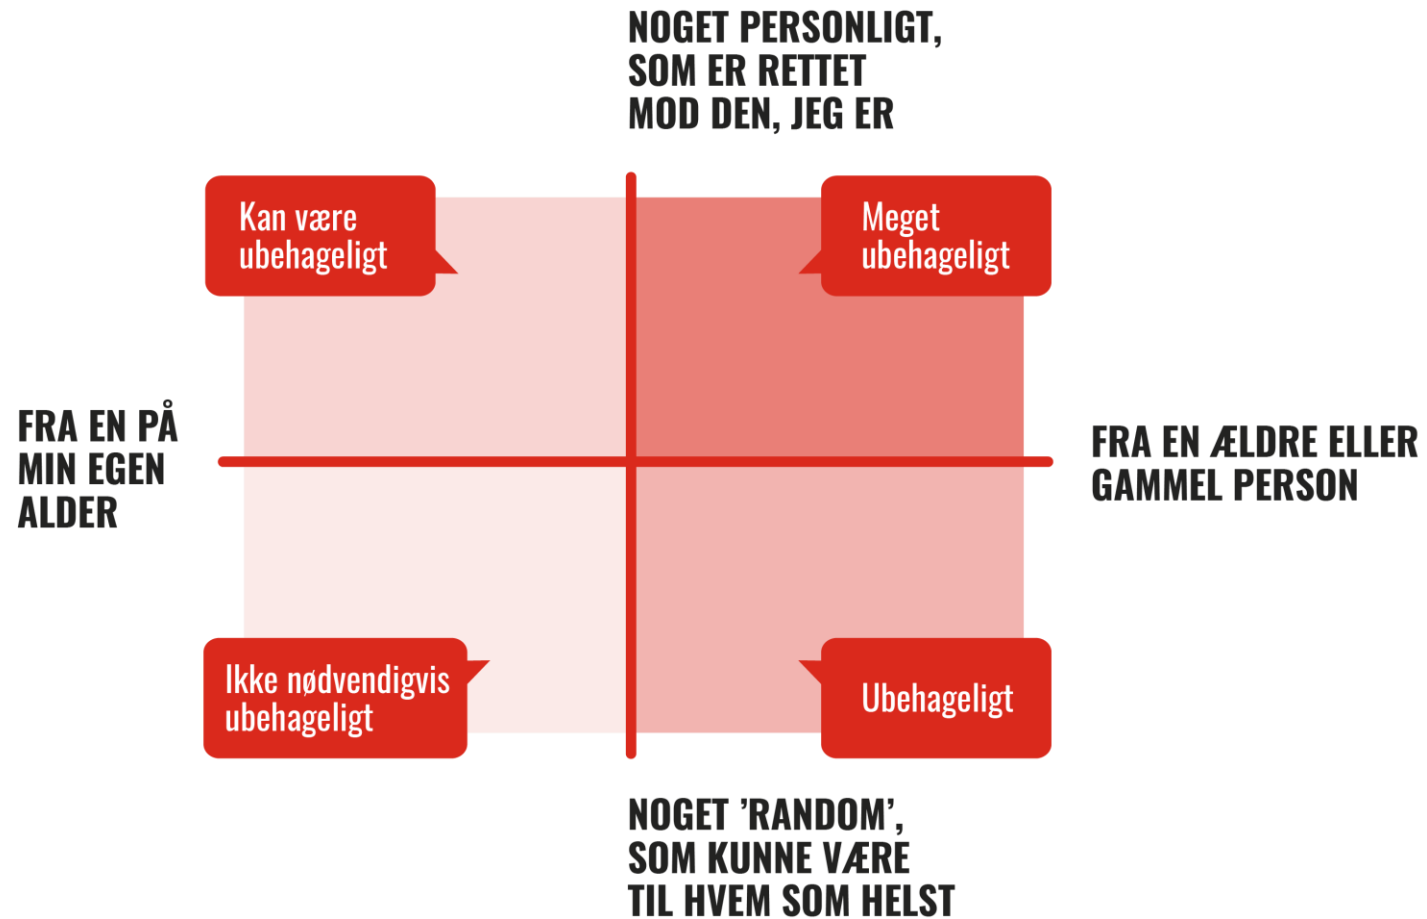 NOGET PERSONLIGT,
SOM ER RETTET
MOD DEN, JEG ER
Kan være
ubehageligt
Meget
ubehageligt
FRA EN PÅ
MIN EGEN
ALDER
FRA EN ÆLDRE ELLER
GAMMEL PERSON
Ikke nødvendigvis
ubehageligt
Ubehageligt
NOGET ’RANDOM’,
SOM KUNNE VÆRE
TIL HVEM SOM HELST